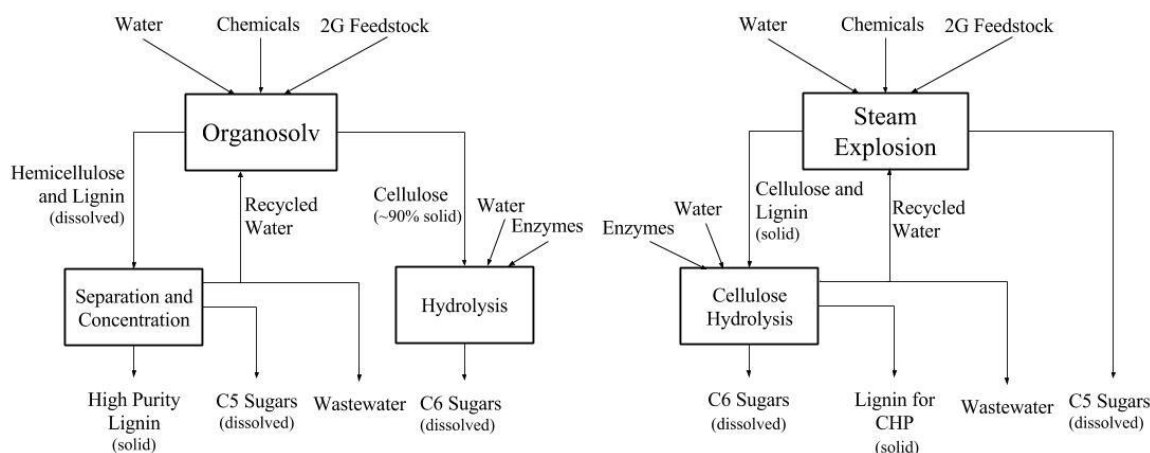 Water
Chemicals
2G Feedstock
Organosolv
Hemicellulose
and Lignin
(dissolved)
Recycled
Water
Cellulose
(~90% solid)
Water
Enzymes
Separation and
Concentration
Hydrolysis
High Purity
Lignin
(solid)
C5 Sugars
(dissolved)
Wastewater
C6 Sugars
(dissolved)
Water
Chemicals
2G Feedstock
Steam
Explosion
Cellulose and
Lignin
(solid)
Recycled
Water
Water
Enzymes
Cellulose
Hydrolysis
C6 Sugars
(dissolved)
Lignin for
CHP
(solid)
Wastewater
C5 Sugars
(dissolved)